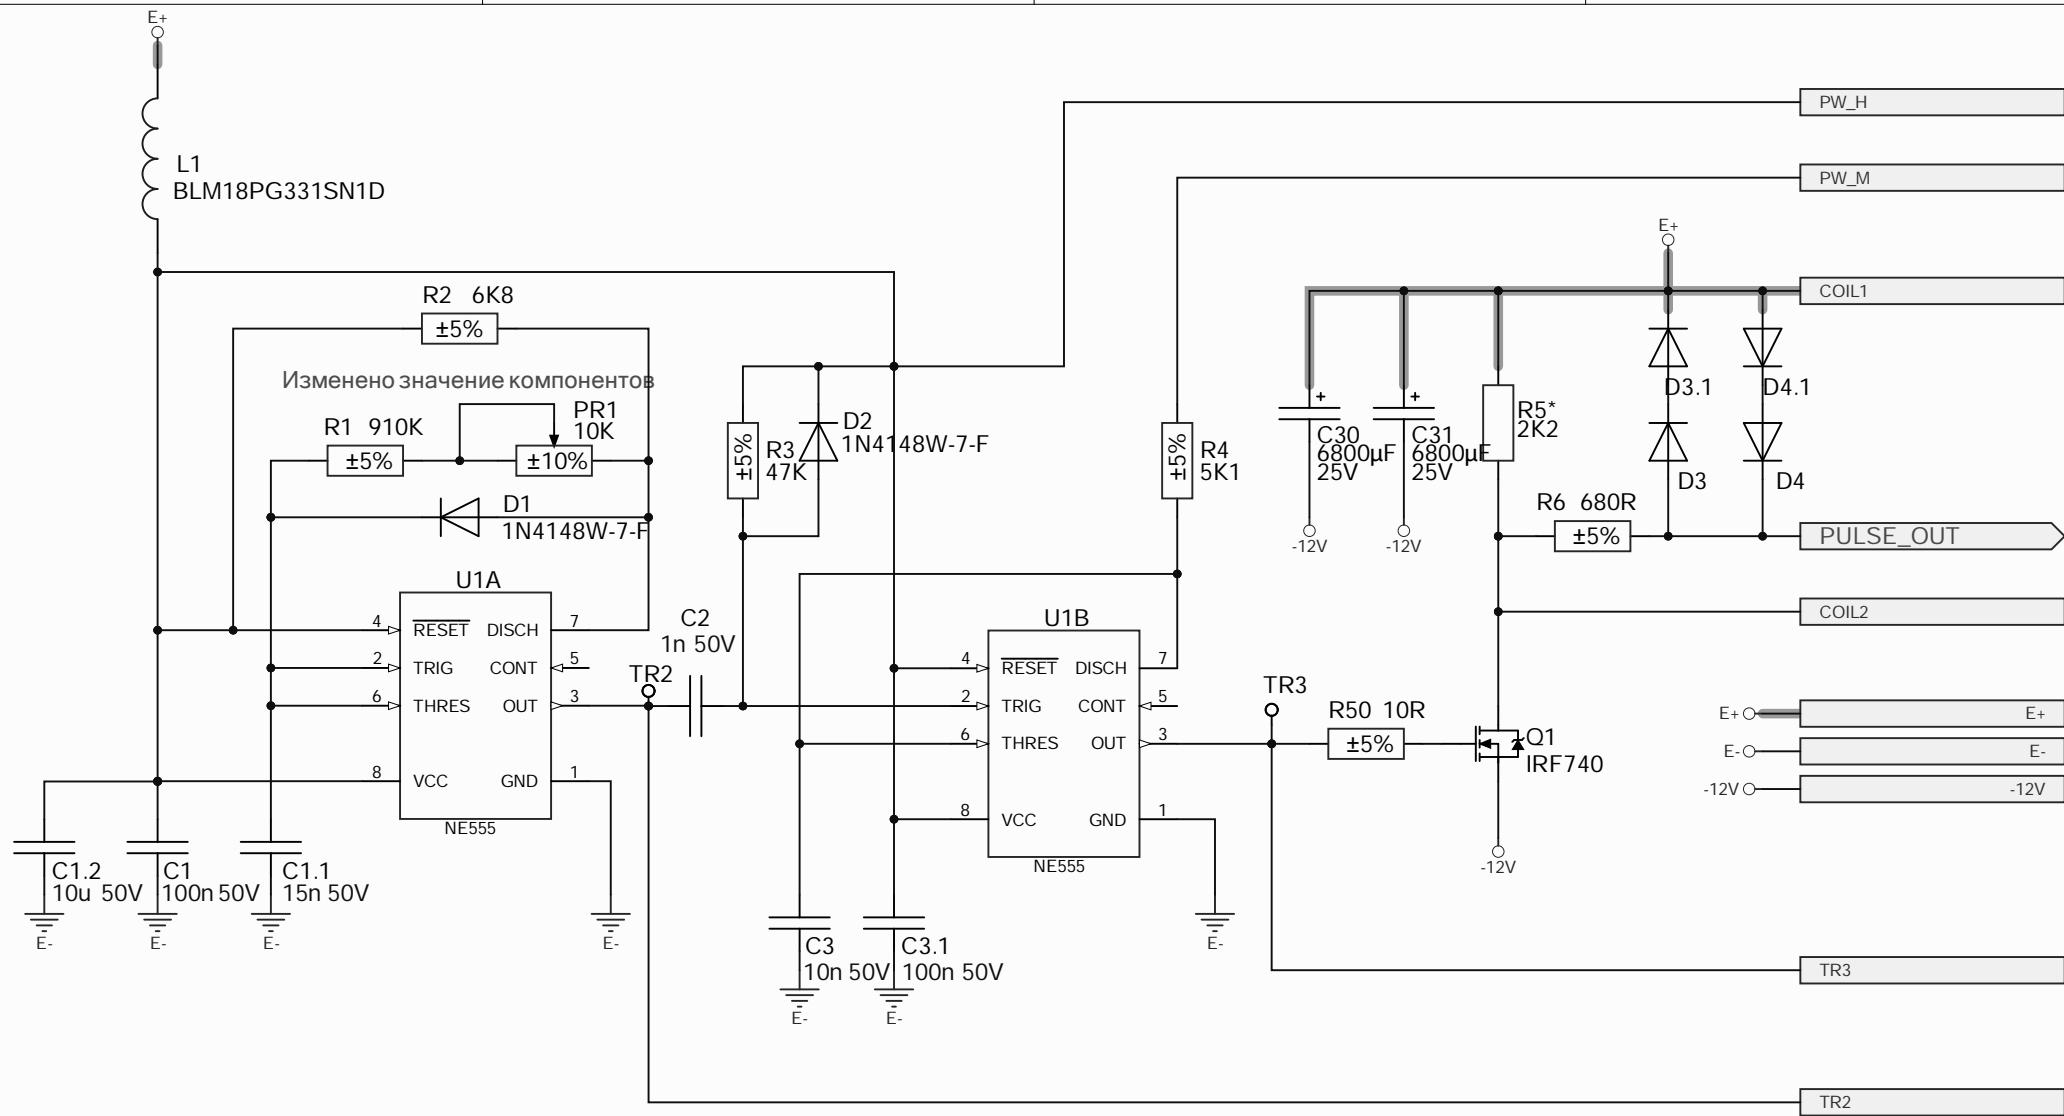 E+
L1
BLM18PG331SN1D
PW_H
PW_M
E+
COIL1
R2 6K8
±5%
Изменено значение компонентов
R1 910K
±5%
PR1
10K
±10%
D1
1N4148W-7-F
±5%
R3
47K
D2
1N4148W-7-F
±5%
R4
5K1
+
C30
6800µF
25V
-12V
+
C31
6800µF
25V
-12V
R5*
2K2
D3.1
D4.1
D3
D4
R6 680R
±5%
PULSE_OUT
COIL2
U1A
4 RESET DISCH 7
2 TRIG CONT 5
6 THRES OUT 3
8 VCC GND 1
NE555
C2
1n 50V
TR2
U1B
4 RESET DISCH 7
2 TRIG CONT 5
6 THRES OUT 3
8 VCC GND 1
NE555
TR3
R50 10R
±5%
Q1
IRF740
-12V
E+ E+
E- E-
-12V -12V
C1.2
10u 50V
E-
C1
100n 50V
E-
C1.1
15n 50V
E-
E-
C3
10n 50V
E-
C3.1
100n 50V
E-
E-
TR3
TR2